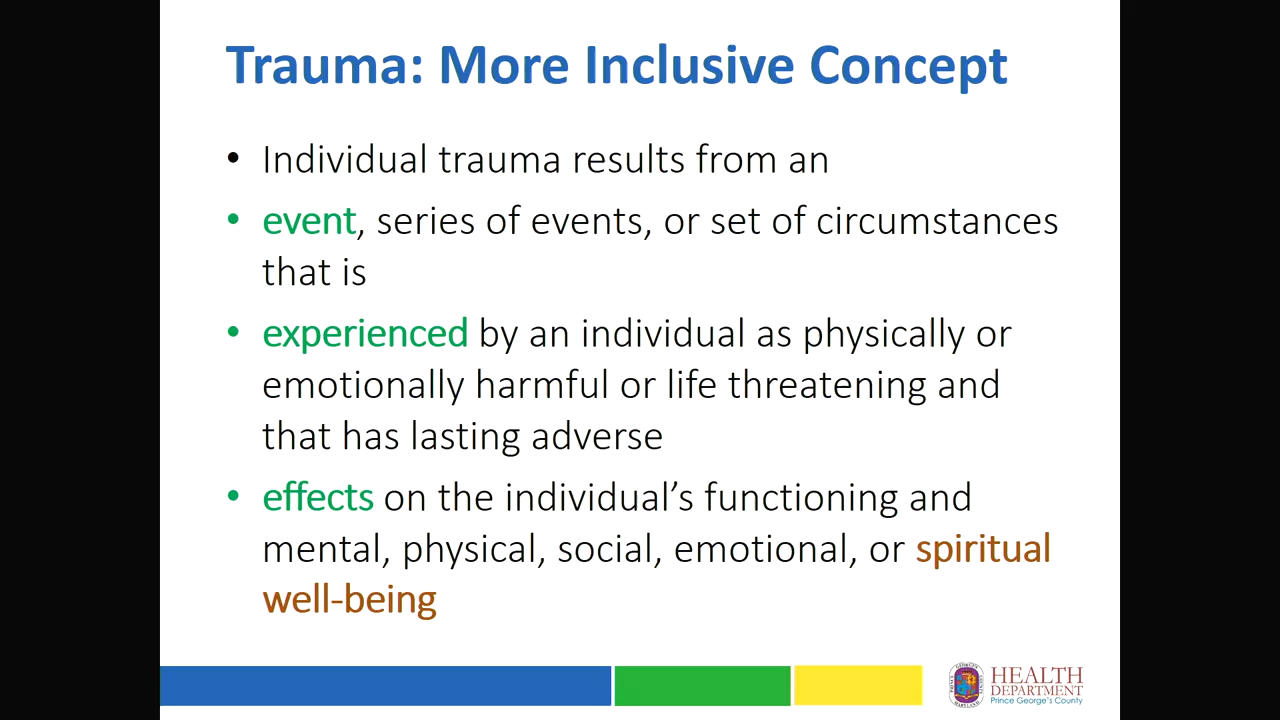 Trauma: More Inclusive Concept
• Individual trauma results from an
• event, series of events, or set of circumstances
that is
• experienced by an individual as physically or
emotionally harmful or life threatening and
that has lasting adverse
• effects on the individual’s functioning and
mental, physical, social, emotional, or spiritual
well-being
HEALTH
DEPARTMENT
Prince George's County